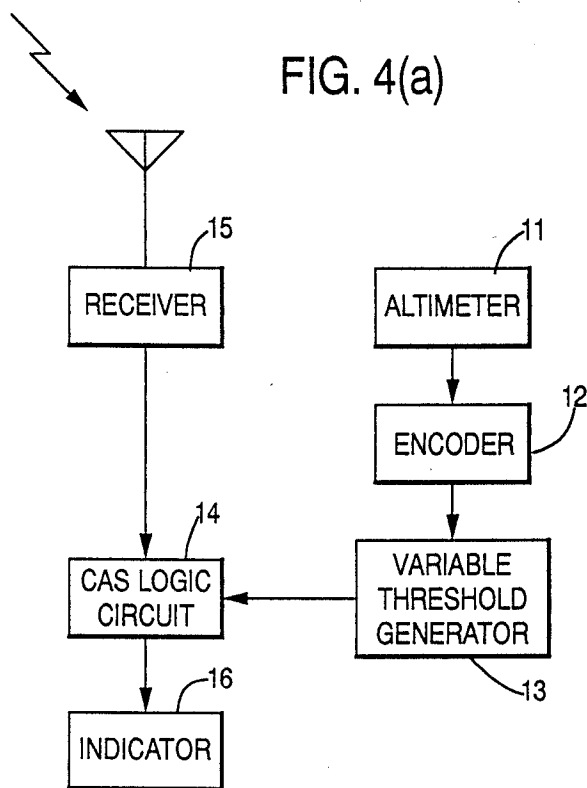 FIG. 4(a)
15
RECEIVER
11
ALTIMETER
12
ENCODER
14
CAS LOGIC
CIRCUIT
VARIABLE
THRESHOLD
GENERATOR
13
16
INDICATOR